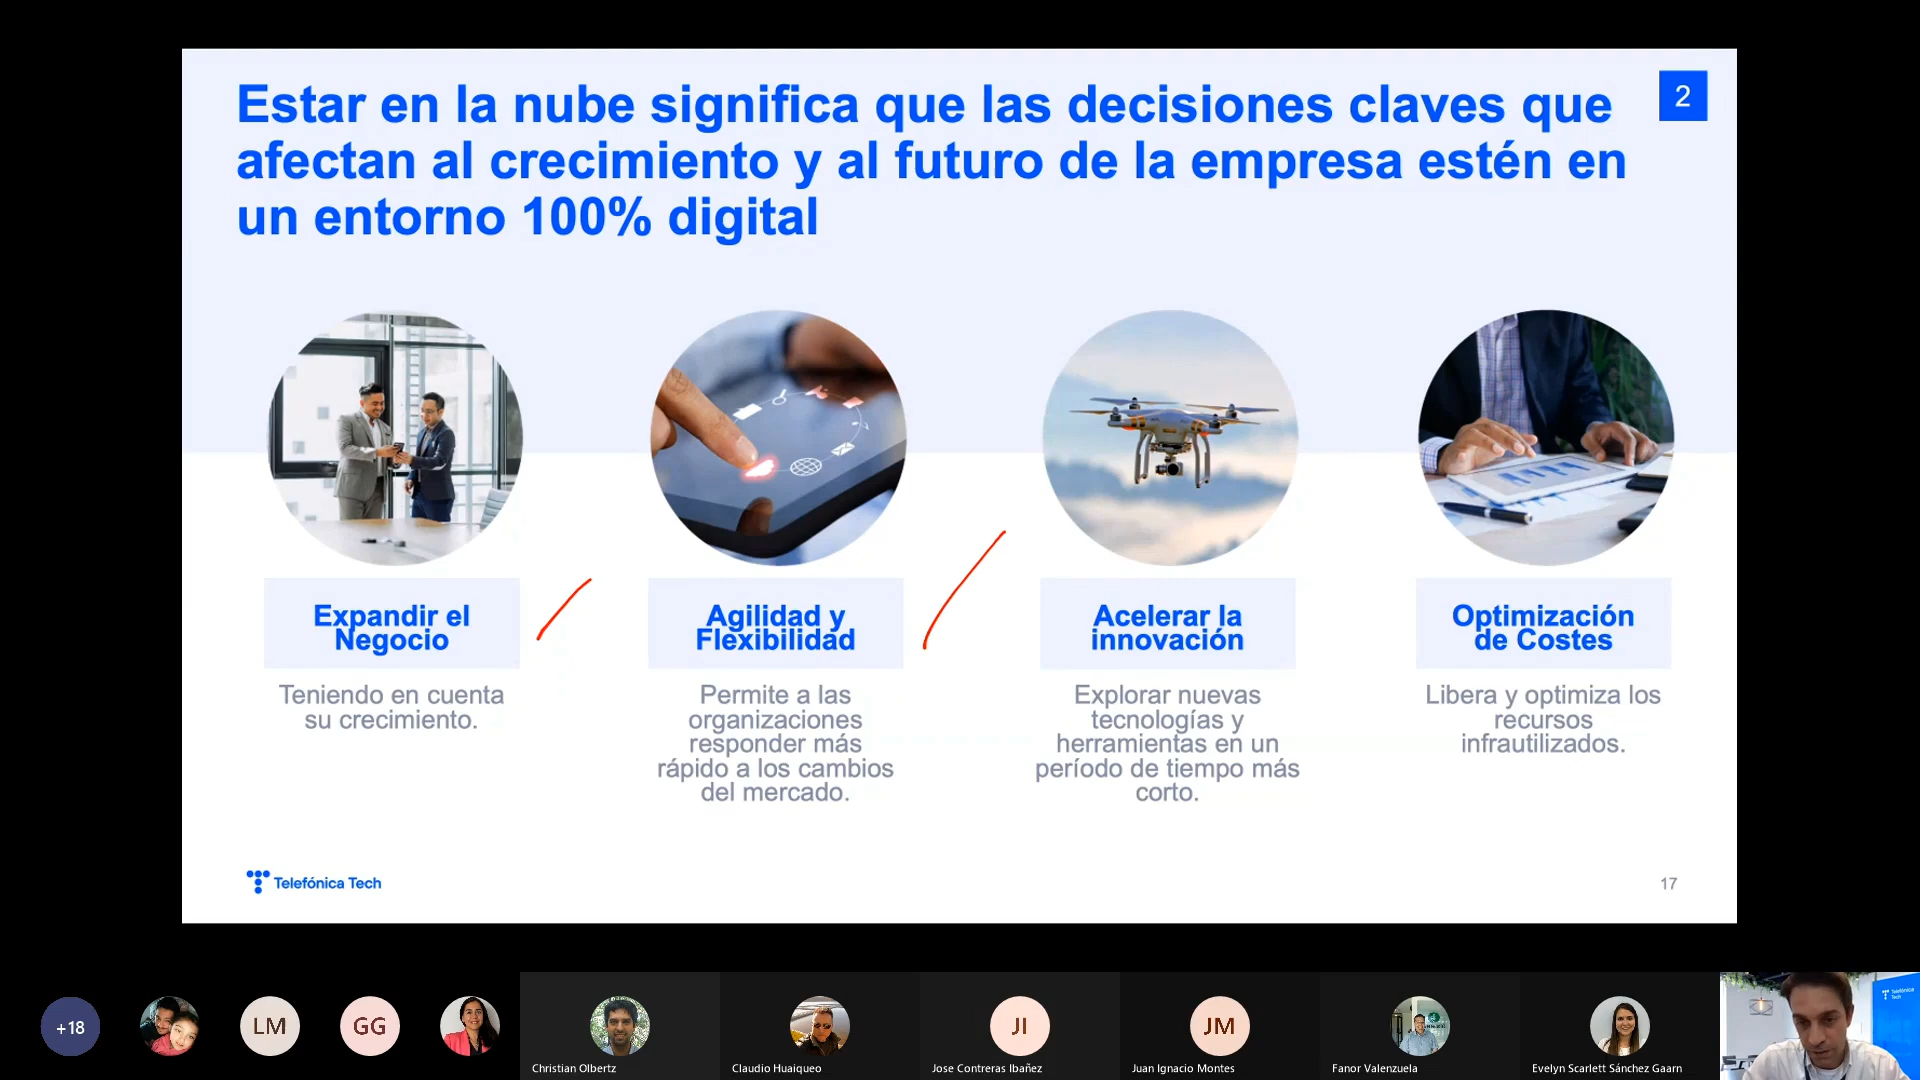 Estar en la nube significa que las decisiones claves que
afectan al crecimiento y al futuro de la empresa estén en
un entorno 100% digital
2
Expandir el
Negocio
Teniendo en cuenta
su crecimiento.
Agilidad y
Flexibilidad
Permite a las
organizaciones
responder más
rápido a los cambios
del mercado.
Acelerar la
innovación
Explorar nuevas
tecnologías y
herramientas en un
período de tiempo más
corto.
Optimización
de Costes
Libera y optimiza los
recursos
infrautilizados.
Telefónica Tech
17
+18
LM
GG
Christian Olbertz
Claudio Huaiqueo
JI
Jose Contreras Ibañez
JM
Juan Ignacio Montes
Fanor Valenzuela
Evelyn Scarlett Sánchez Gaarn
Telefónica
Tech